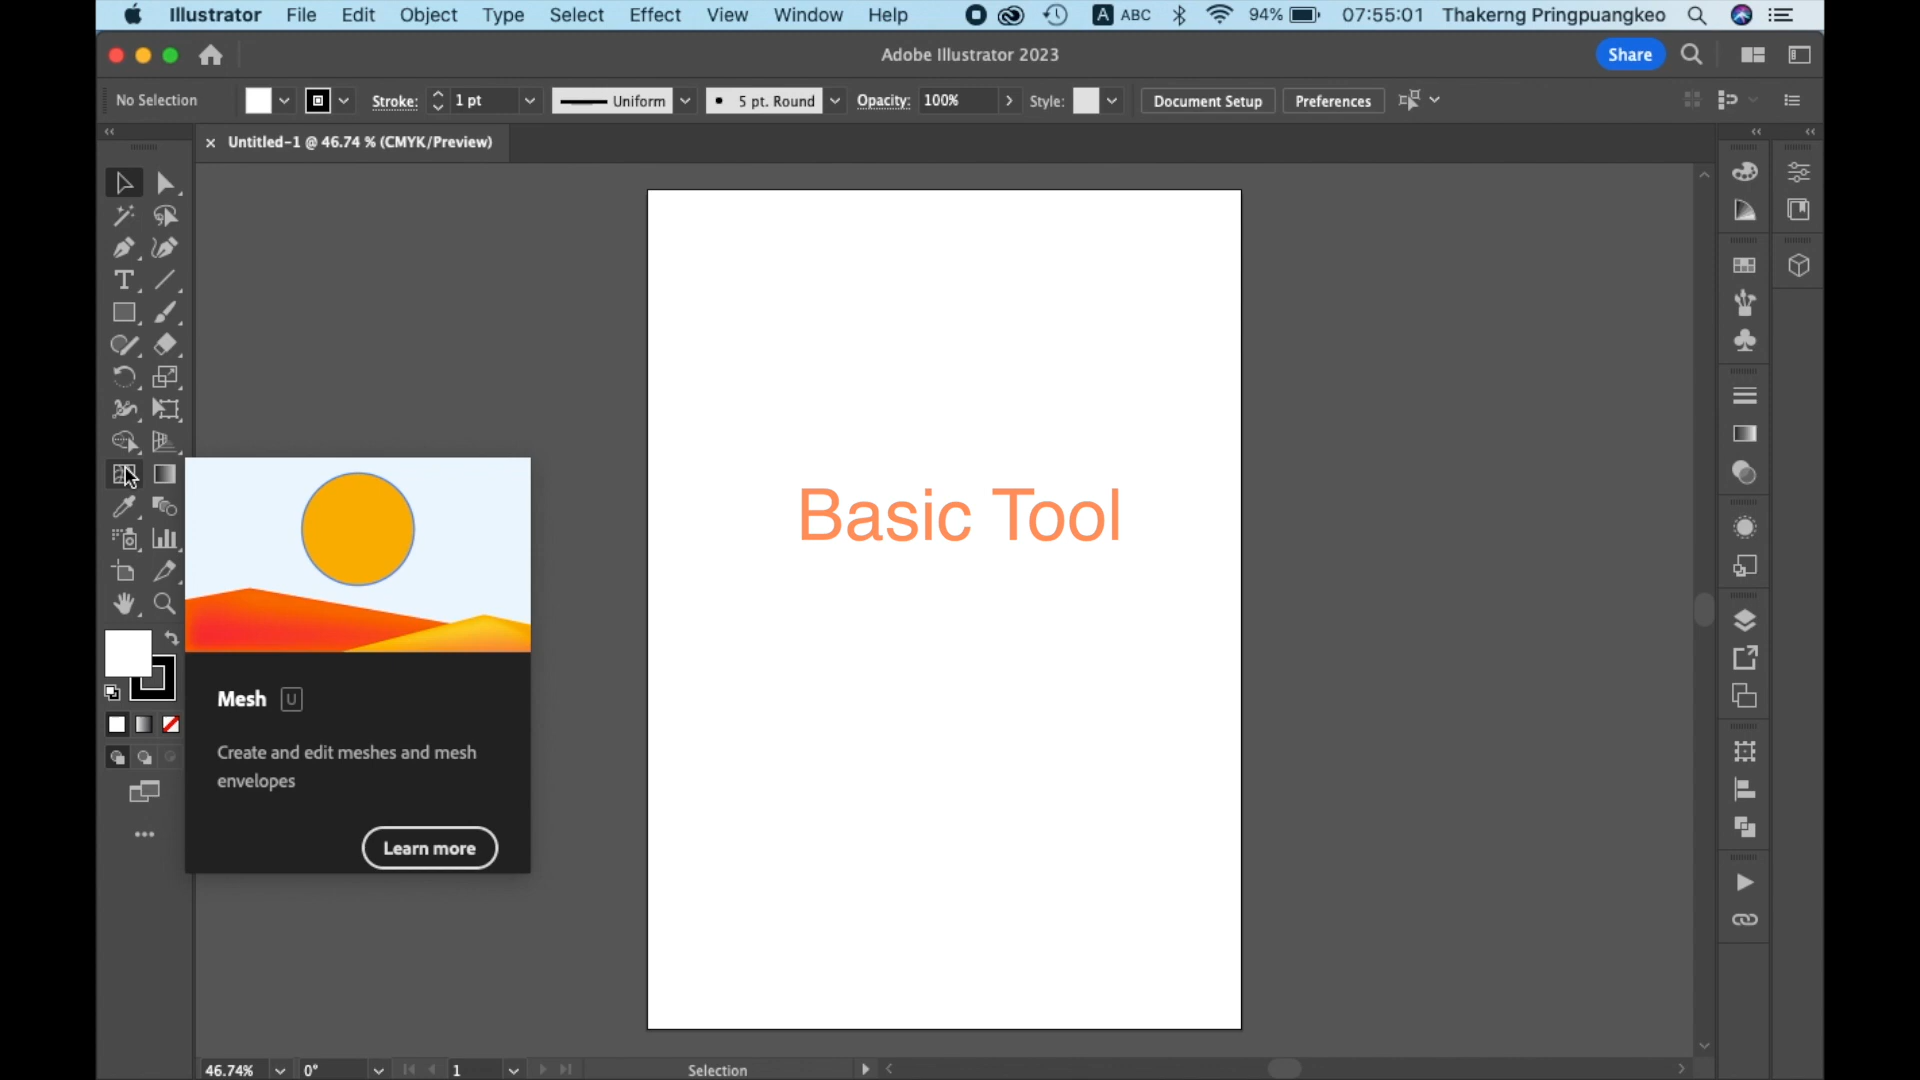 Illustrator File Edit Object Type Select Effect View Window Help A ABC 94% 07:55:01 Thakerng Pringpuangkeo
Adobe Illustrator 2023 Share
No Selection Stroke: 1 pt Uniform 5 pt. Round Opacity: 100% Style: Document Setup Preferences
× Untitled-1 @ 46.74 % (CMYK/Preview)
Basic Tool
Mesh U
Create and edit meshes and mesh
envelopes
Learn more
46.74% 0° 1 Selection